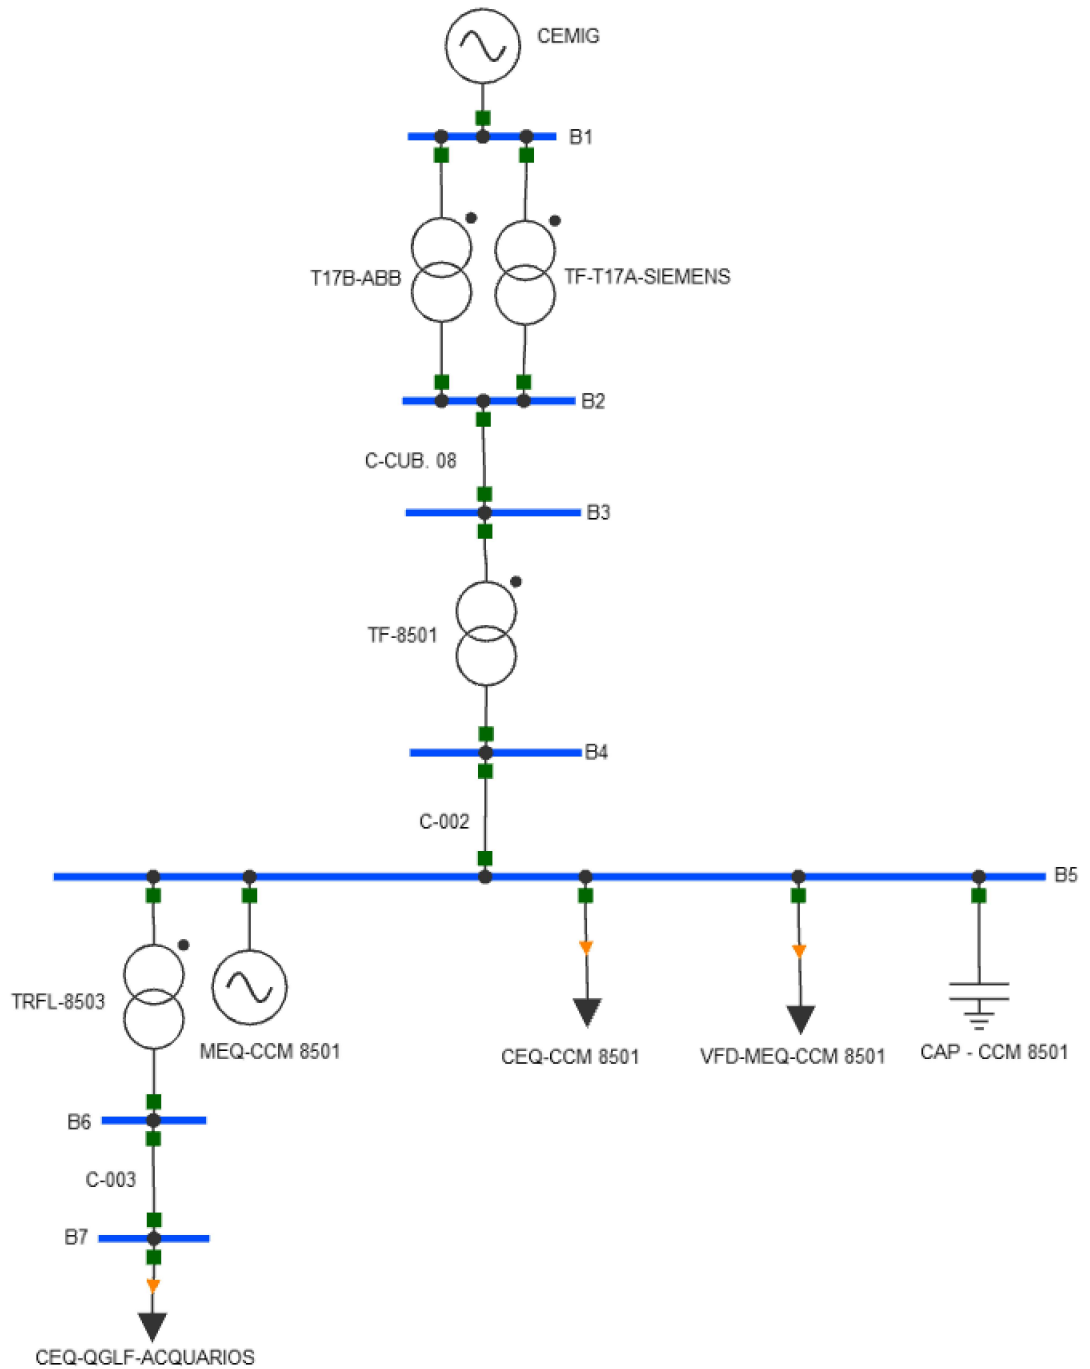 CEMIG
B1
T17B-ABB
TF-T17A-SIEMENS
B2
C-CUB. 08
B3
TF-8501
B4
C-002
B5
TRFL-8503
MEQ-CCM 8501
CEQ-CCM 8501
VFD-MEQ-CCM 8501
CAP - CCM 8501
B6
C-003
B7
CEQ-QGLF-ACQUARIOS